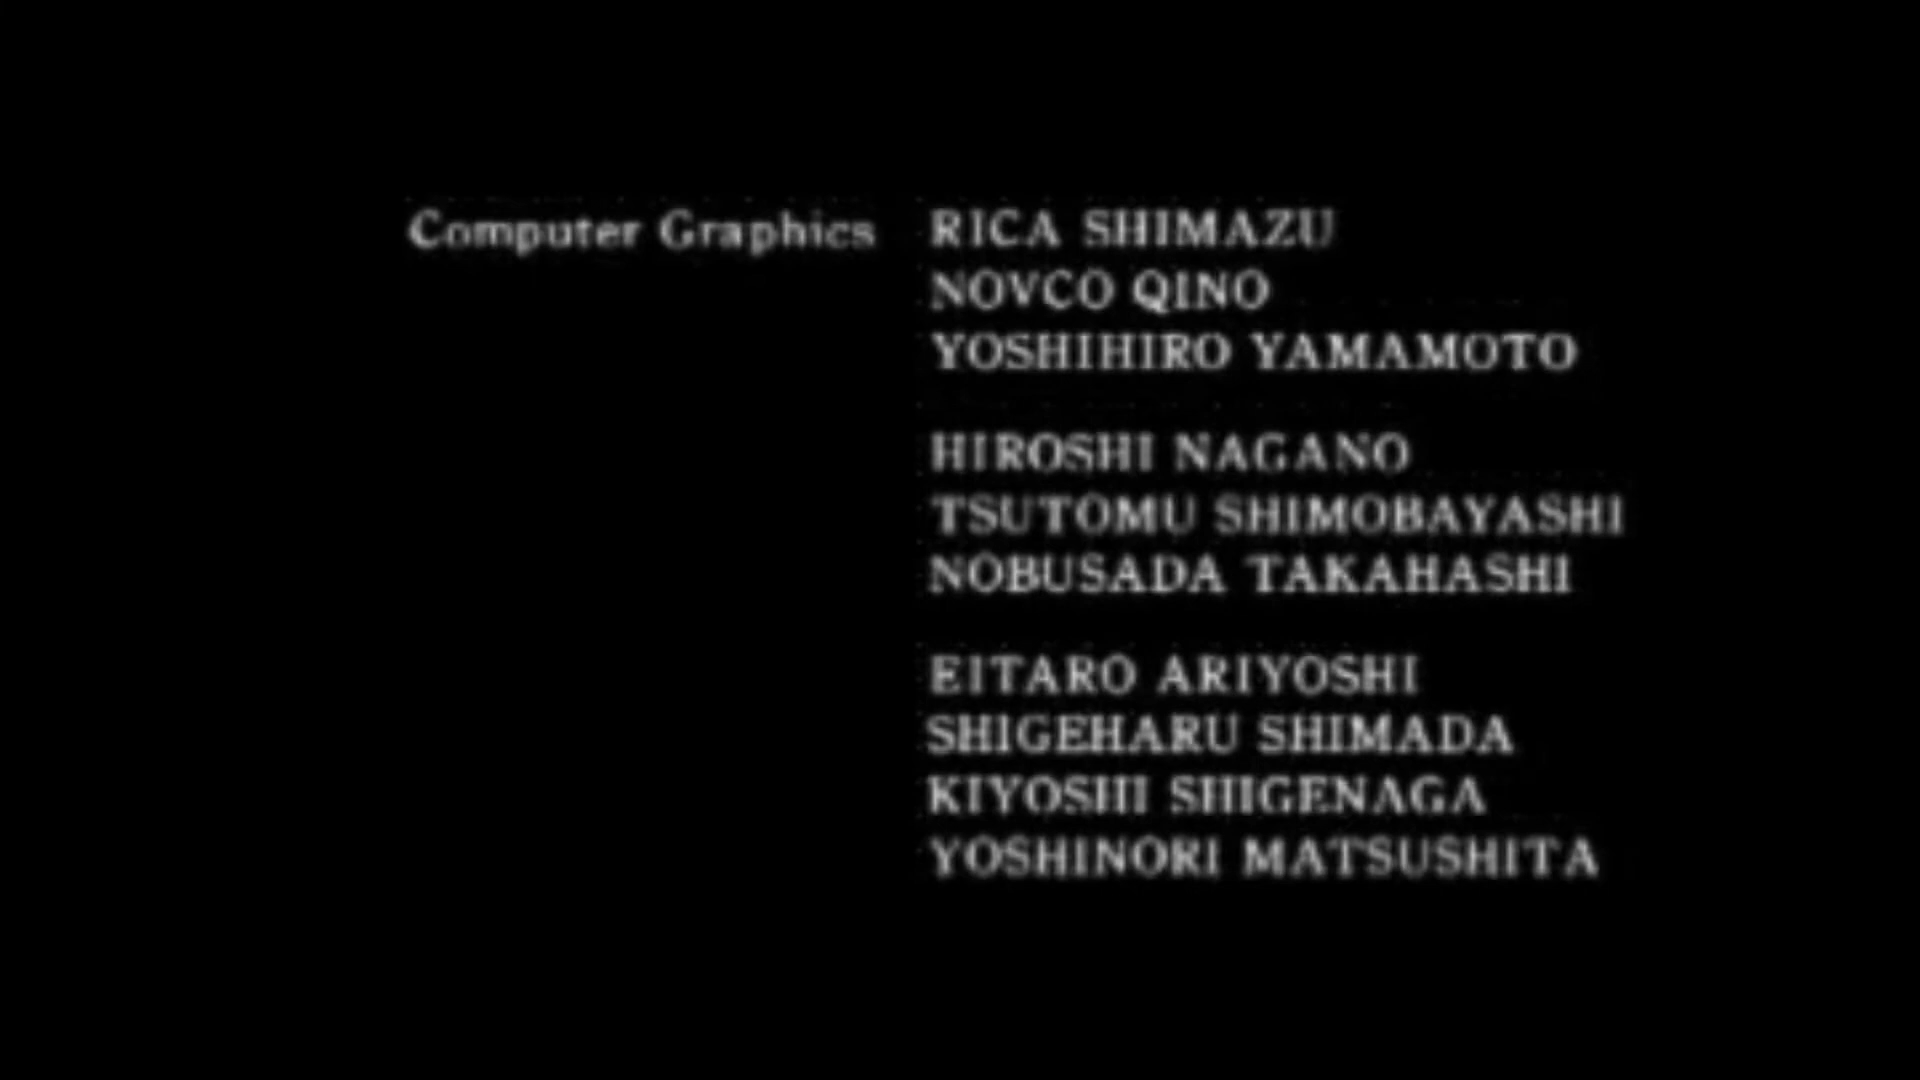 Computer Graphics RICA SHIMAZU
NOVCO QINO
YOSHIHIRO YAMAMOTO
HIROSHI NAGANO
TSUTOMU SHIMOBAYASHI
NOBUSADA TAKAHASHI
EITARO ARIYOSHI
SHIGEHARU SHIMADA
KIYOSHI SHIGENAGA
YOSHINORI MATSUSHITA